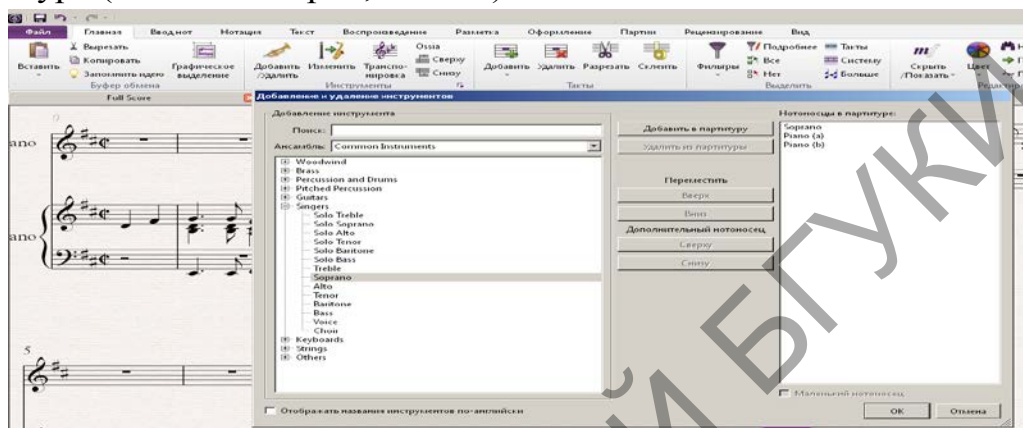 Файл Главная Ввод нот Нотация Текст Воспроизведение Разметка Оформление Партии Рецензирование Вид
Вставить
Вырезать
Копировать
Запомнить идею
Графическое выделение
Буфер обмена
Добавить /удалить
Изменить
Транспо-нировка
Ossia
Сверху
Снизу
Инструменты
Добавить Удалить Разрезать Склеить
Такты
Фильтры
Подробнее
Все
Нет
Такты
Систему
Больше
Выделить
Скрыть /Показать
Цвет
Редактир
Full Score
Добавление и удаление инструментов
Добавление инструмента
Поиск:
Ансамбль: Common Instruments
Woodwind
Brass
Percussion and Drums
Pitched Percussion
Guitars
Singers
Solo Treble
Solo Soprano
Solo Alto
Solo Tenor
Solo Baritone
Solo Bass
Treble
Soprano
Alto
Tenor
Baritone
Bass
Voice
Choir
Keyboards
Strings
Others
Отображать названия инструментов по-английски
Добавить в партитуру
Удалить из партитуры
Переместить
Вверх
Вниз
Дополнительный нотоносец
Сверху
Снизу
Нотоносцы в партитуре:
Soprano
Piano (a)
Piano (b)
Маленький нотоносец
OK Отмена
ano
ano
5
БГУКИ